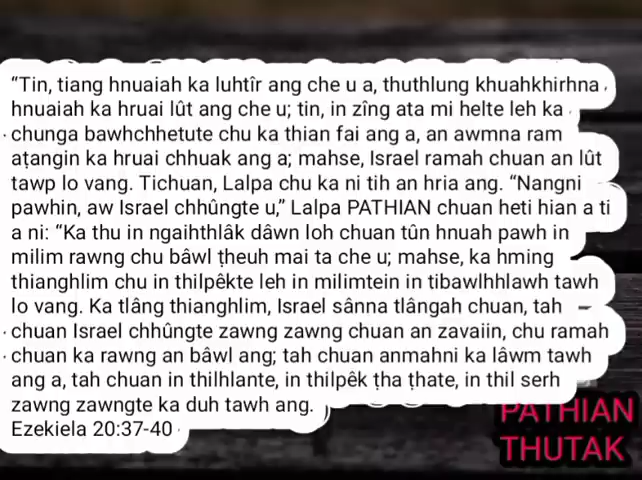 “Tin, tiang hnuaiah ka luhtîr ang che u a, thuthlung khuahkhirhna
hnuaiah ka hruai lût ang che u; tin, in zîng ata mi helte leh ka
chunga bawhchhetute chu ka thian fai ang a, an awmna ram
aṭangin ka hruai chhuak ang a; mahse, Israel ramah chuan an lût
tawp lo vang. Tichuan, Lalpa chu ka ni tih an hria ang. “Nangni
pawhin, aw Israel chhûngte u,” Lalpa PATHIAN chuan heti hian a ti
a ni: “Ka thu in ngaihthlâk dâwn loh chuan tûn hnuah pawh in
milim rawng chu bâwl ṭheuh mai ta che u; mahse, ka hming
thianghlim chu in thilpêkte leh in milimtein in tibawlhhlawh tawh
lo vang. Ka tlâng thianghlim, Israel sânna tlângah chuan, tah
chuan Israel chhûngte zawng zawng chuan an zavaiin, chu ramah
chuan ka rawng an bâwl ang; tah chuan anmahni ka lâwm tawh
ang a, tah chuan in thilhlante, in thilpêk ṭha ṭhate, in thil serh
zawng zawngte ka duh tawh ang.
Ezekiela 20:37-40
PATHIAN
THUTAK